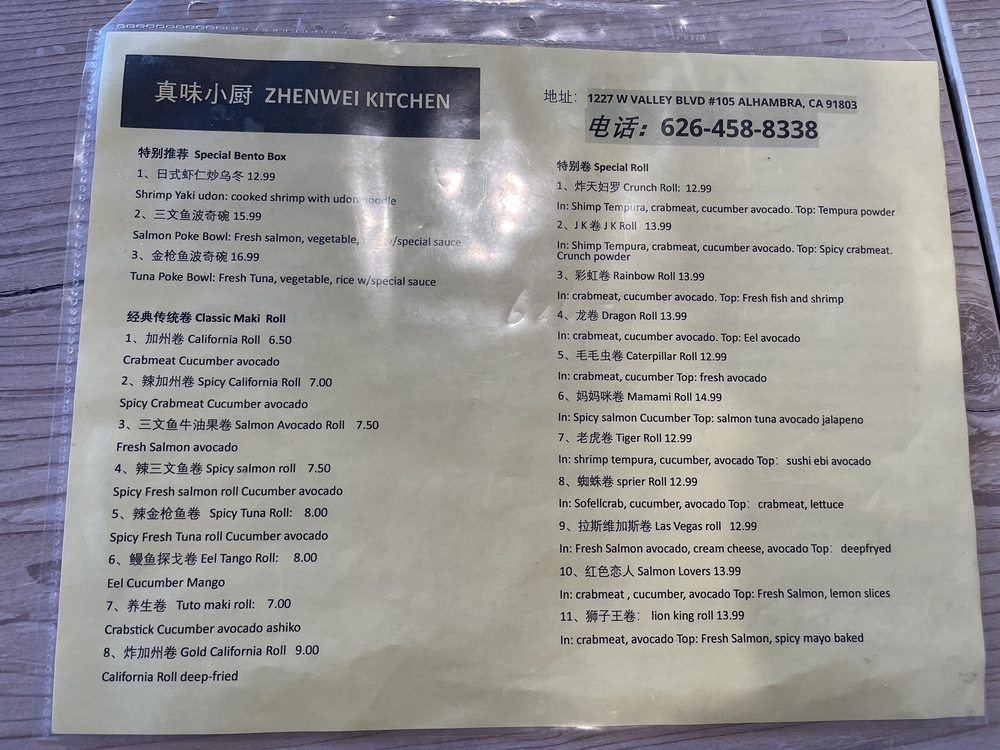 真味小厨 ZHENWEI KITCHEN
特别推荐 Special Bento Box
1、日式虾仁炒乌冬 12.99
Shrimp Yaki udon: cooked shrimp with udon noodle
2、三文鱼波奇碗 15.99
Salmon Poke Bowl: Fresh salmon, vegetable, w/special sauce
3、金枪鱼波奇碗 16.99
Tuna Poke Bowl: Fresh Tuna, vegetable, rice w/special sauce
经典传统卷 Classic Maki Roll
1、加州卷 California Roll 6.50
Crabmeat Cucumber avocado
2、辣加州卷 Spicy California Roll 7.00
Spicy Crabmeat Cucumber avocado
3、三文鱼牛油果卷 Salmon Avocado Roll 7.50
Fresh Salmon avocado
4、辣三文鱼卷 Spicy salmon roll 7.50
Spicy Fresh salmon roll Cucumber avocado
5、辣金枪鱼卷 Spicy Tuna Roll: 8.00
Spicy Fresh Tuna roll Cucumber avocado
6、鳗鱼探戈卷 Eel Tango Roll: 8.00
Eel Cucumber Mango
7、养生卷 Tuto maki roll: 7.00
Crabstick Cucumber avocado ashiko
8、炸加州卷 Gold California Roll 9.00
California Roll deep-fried
地址: 1227 W VALLEY BLVD #105 ALHAMBRA, CA 91803
电话: 626-458-8338
特别卷 Special Roll
1、炸天妇罗 Crunch Roll: 12.99
In: Shimp Tempura, crabmeat, cucumber avocado. Top: Tempura powder
2、J K 卷 J K Roll 13.99
In: Shimp Tempura, crabmeat, cucumber avocado. Top: Spicy crabmeat.
Crunch powder
3、彩虹卷 Rainbow Roll 13.99
In: crabmeat, cucumber avocado. Top: Fresh fish and shrimp
4、龙卷 Dragon Roll 13.99
In: crabmeat, cucumber avocado. Top: Eel avocado
5、毛毛虫卷 Caterpillar Roll 12.99
In: crabmeat, cucumber Top: fresh avocado
6、妈妈咪卷 Mamami Roll 14.99
In: Spicy salmon Cucumber Top: salmon tuna avocado jalapeno
7、老虎卷 Tiger Roll 12.99
In: shrimp tempura, cucumber, avocado Top: sushi ebi avocado
8、蜘蛛卷 sprier Roll 12.99
In: Sofellcrab, cucumber, avocado Top: crabmeat, lettuce
9、拉斯维加斯卷 Las Vegas roll 12.99
In: Fresh Salmon avocado, cream cheese, avocado Top: deepfryed
10、红色恋人 Salmon Lovers 13.99
In: crabmeat , cucumber, avocado Top: Fresh Salmon, lemon slices
11、狮子王卷: lion king roll 13.99
In: crabmeat, avocado Top: Fresh Salmon, spicy mayo baked